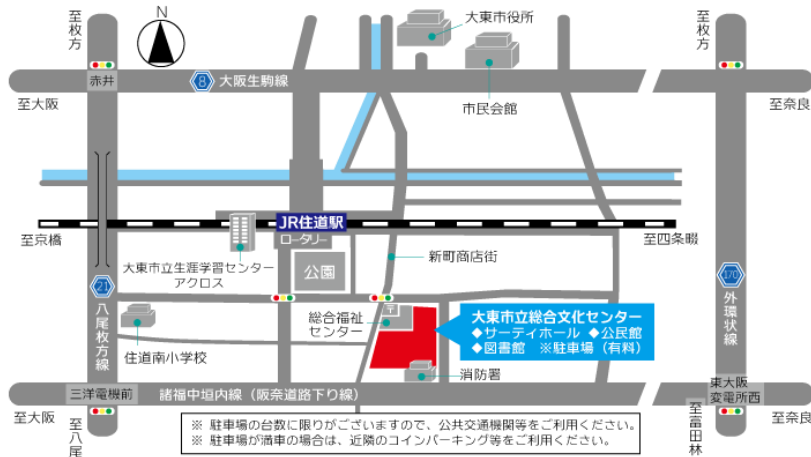 至枚方
N
大東市役所
至枚方
赤井
8 大阪生駒線
至大阪
市民会館
至奈良
JR住道駅
ロータリー
至京橋
至四条畷
大東市立生涯学習センター
アクロス
公園
新町商店街
21
八尾枚方線
170
外環状線
総合福祉
センター
〒
大東市立総合文化センター
◆サーティホール ◆公民館
◆図書館 ※駐車場（有料）
住道南小学校
消防署
三洋電機前
諸福中垣内線（阪奈道路下り線）
東大阪
変電所西
至大阪
至八尾
至富田林
至奈良
※ 駐車場の台数に限りがございますので、公共交通機関等をご利用ください。
※ 駐車場が満車の場合は、近隣のコインパーキング等をご利用ください。